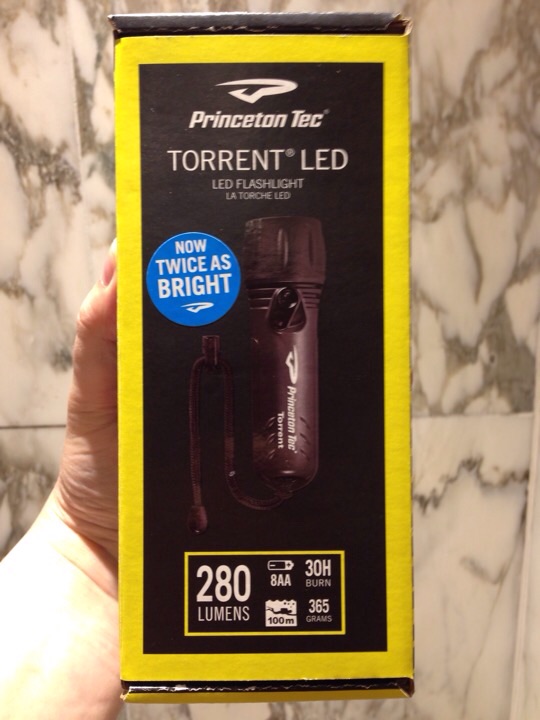 Princeton Tec®
TORRENT® LED
LED FLASHLIGHT
LA TORCHE LED
NOW
TWICE AS
BRIGHT
Princeton Tec®
Torrent
280
LUMENS
8AA
100m
30H
BURN
365
GRAMS